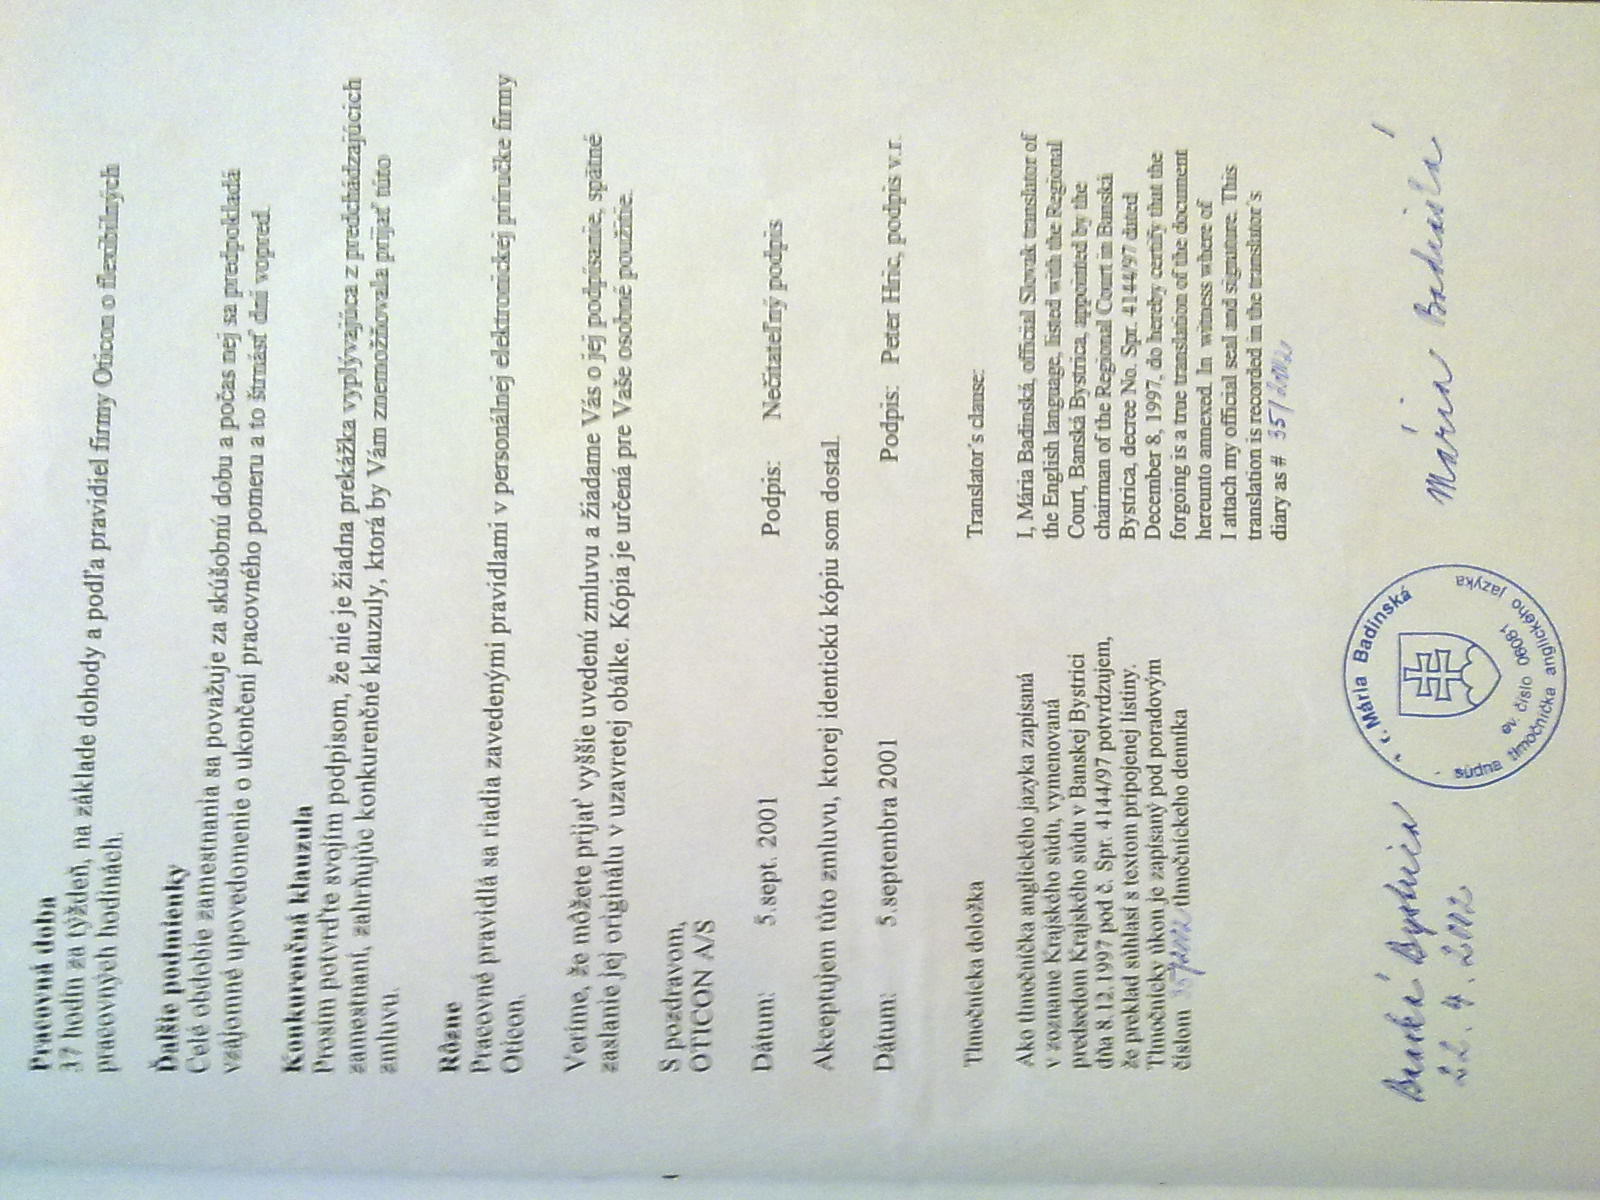 Pracovná doba
37 hodín za týždeň, na základe dohody a podľa pravidiel firmy Oticon o flexibilných
pracovných hodinách.
Ďalšie podmienky
Celé obdobie zamestnania sa považuje za skúšobnú dobu a počas nej sa predpokladá
vzájomné upovedomenie o ukončení pracovného pomeru a to štrnásť dní vopred.
Konkurenčná klauzula
Prosím potvrďte svojím podpisom, že nie je žiadna prekážka vyplývajúca z predchádzajúcich
zamestnaní, zahrňujúc konkurenčné klauzuly, ktorá by Vám znemožňovala prijať túto
zmluvu.
Rôzne
Pracovné pravidlá sa riadia zavedenými pravidlami v personálnej elektronickej príručke firmy
Oticon.
Veríme, že môžete prijať vyššie uvedenú zmluvu a žiadame Vás o jej podpísanie, spätné
zaslanie jej originálu v uzavretej obálke. Kópia je určená pre Vaše osobné použitie.
S pozdravom,
OTICON A/S
Dátum: 5.sept. 2001 Podpis: Nečitateľný podpis
Akceptujem túto zmluvu, ktorej identickú kópiu som dostal.
Dátum: 5.septembra 2001 Podpis: Peter Hric, podpis v.r.
Tlmočnícka doložka
Ako tlmočníčka anglického jazyka zapísaná
v zozname Krajského súdu, vymenovaná
predsedom Krajského súdu v Banskej Bystrici
dňa 8.12.1997 pod č. Spr. 4144/97 potvrdzujem,
že preklad súhlasí s textom pripojenej listiny.
Tlmočnícky úkon je zapísaný pod poradovým
číslom 35/2002 tlmočníckeho denníka
Translator's clause:
I, Mária Badinská, official Slovak translator of
the English language, listed with the Regional
Court, Banská Bystrica, appointed by the
chairman of the Regional Court in Banská
Bystrica, decree No. Spr. 4144/97 dated
December 8, 1997, do hereby certify that the
forgoing is a true translation of the document
hereunto annexed. In witness where of
I attach my official seal and signature. This
translation is recorded in the translator's
diary as # 35/2002
Banská Bystrica
22. 4. 2002
Mária Badinská
súdna tlmočníčka anglického jazyka
ev. číslo 06081
Mária Badinská